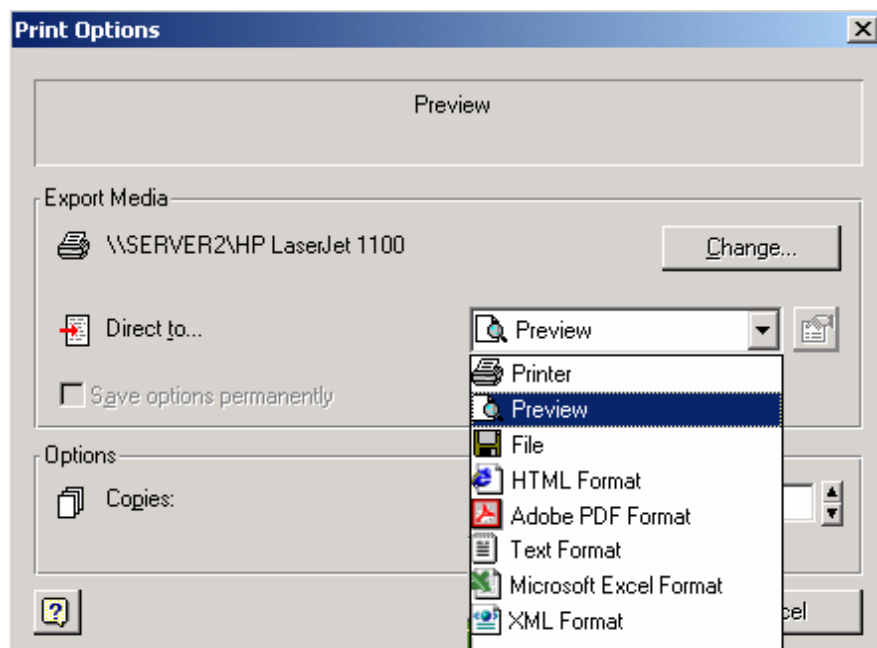 Print Options
Preview
Export Media
\\SERVER2\HP LaserJet 1100
Change...
Direct to...
Preview
Printer
Preview
Save options permanently
File
HTML Format
Options
Adobe PDF Format
Copies:
Text Format
Microsoft Excel Format
XML Format